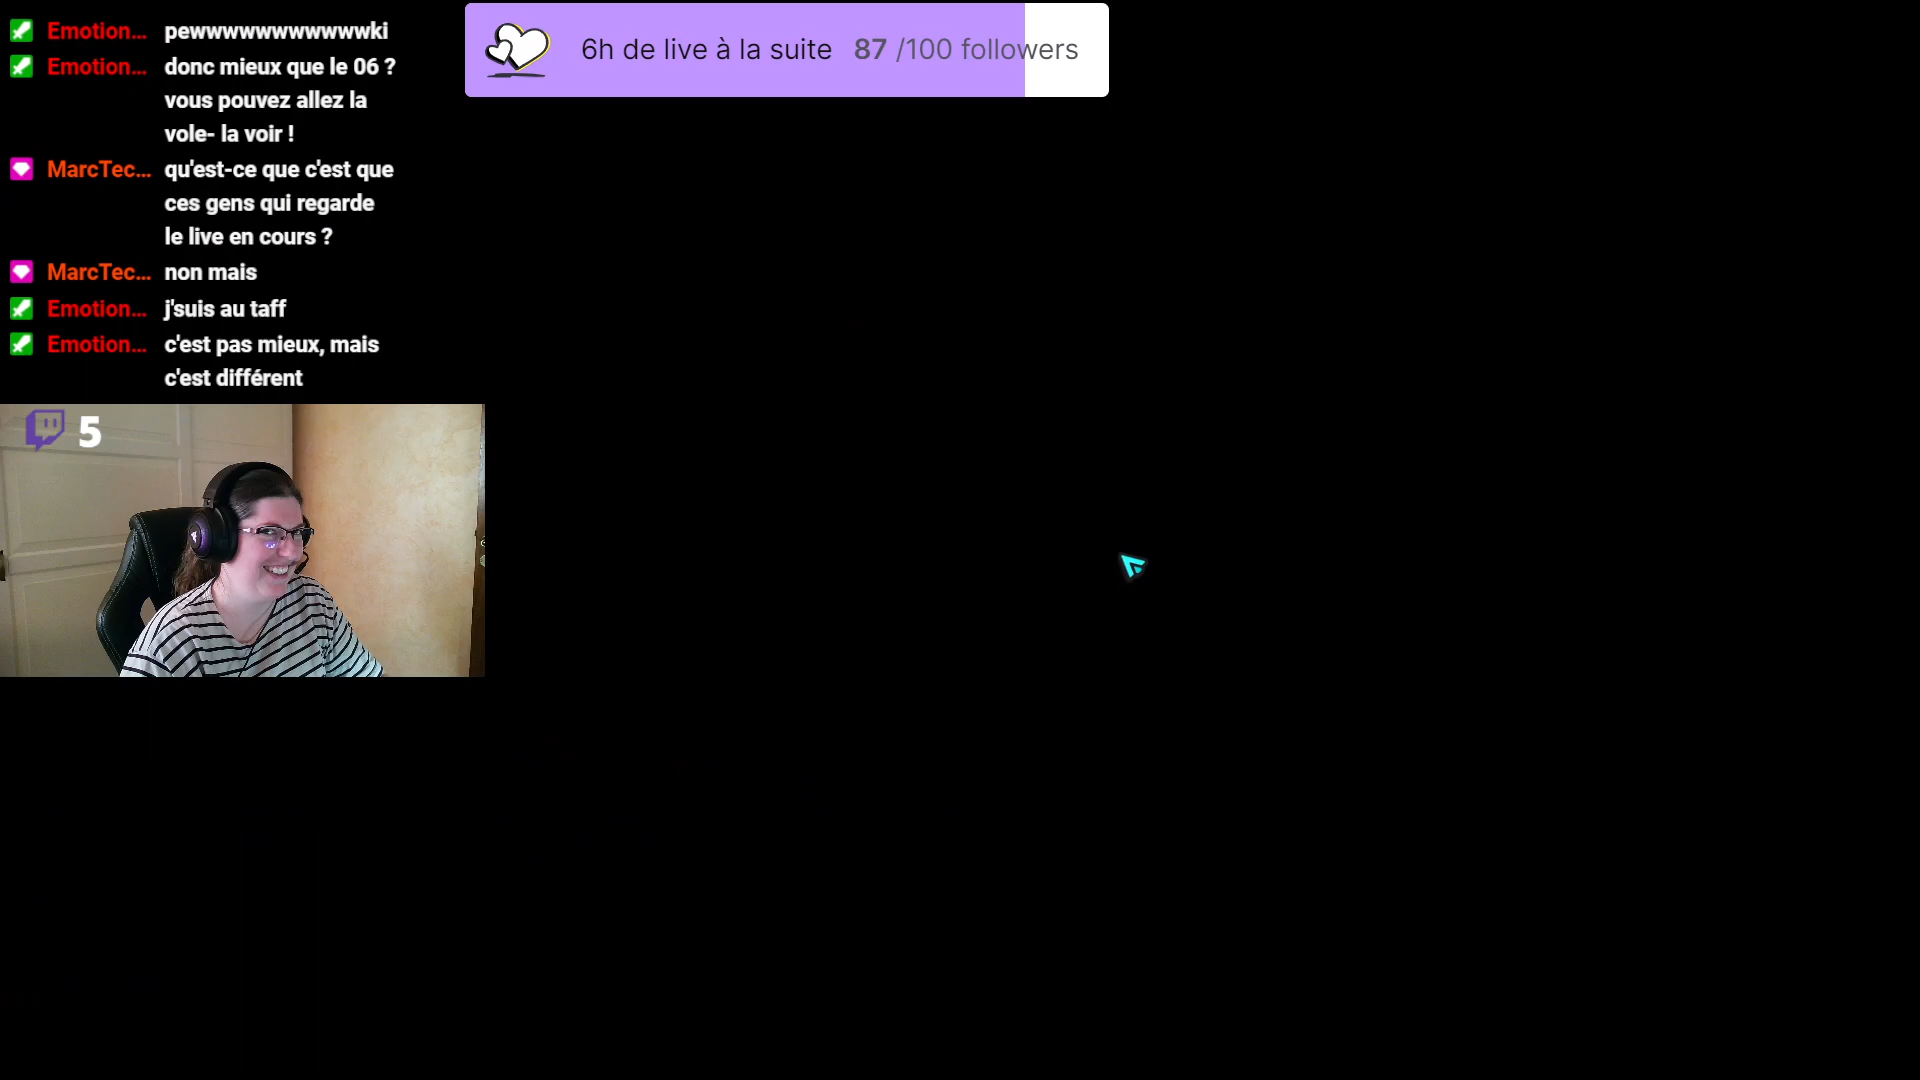 Emotion... pewwwwwwwwwwwki
Emotion... donc mieux que le 06 ?
vous pouvez allez la
vole- la voir !
MarcTec... qu'est-ce que c'est que
ces gens qui regarde
le live en cours ?
MarcTec... non mais
Emotion... j'suis au taff
Emotion... c'est pas mieux, mais
c'est différent
6h de live à la suite 87 /100 followers
5